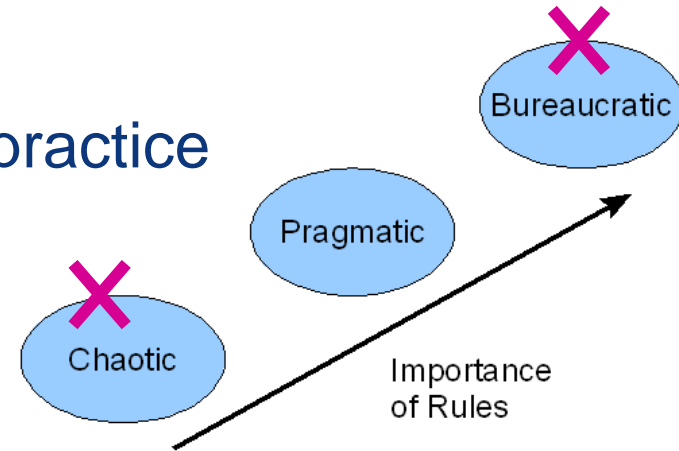 Bureaucratic
practice
Pragmatic
Chaotic
Importance
of Rules